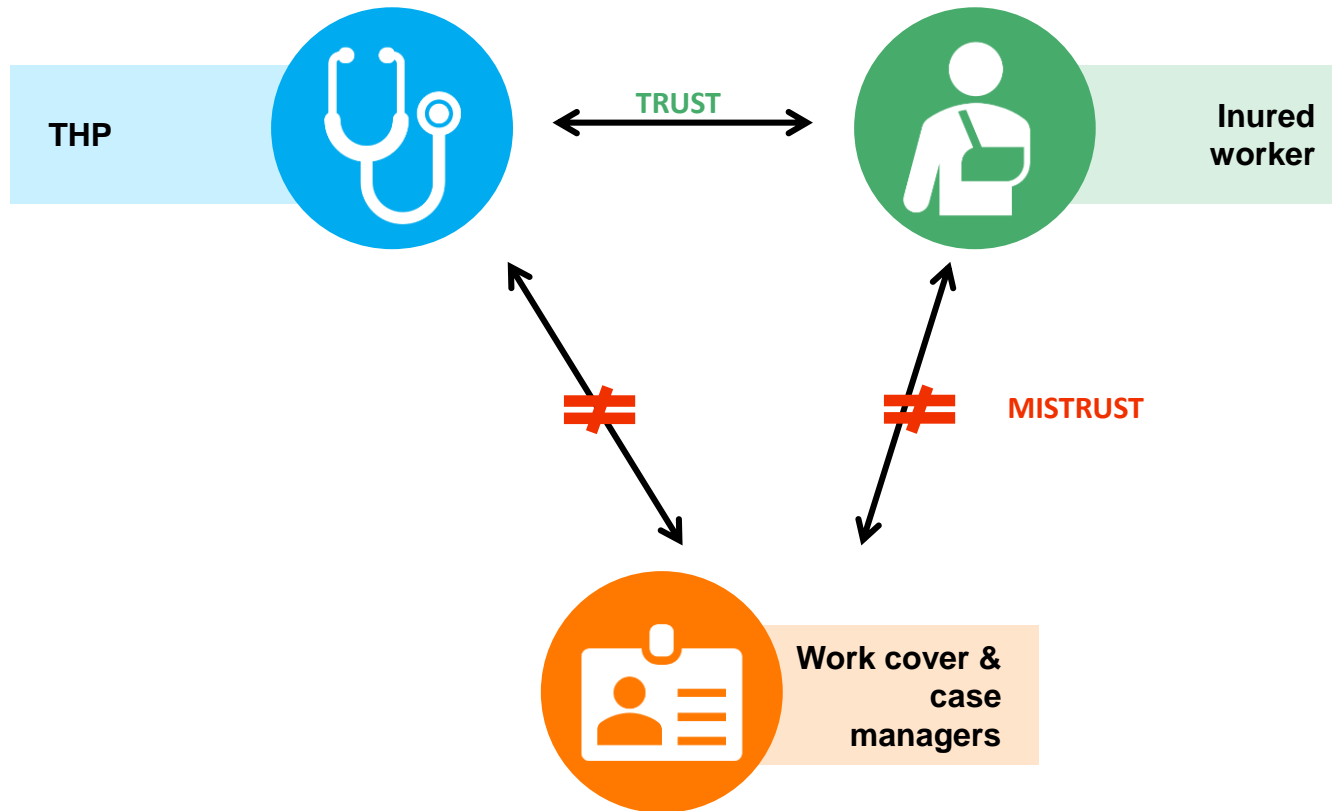 THP
TRUST
Inured
worker
MISTRUST
Work cover &
case
managers